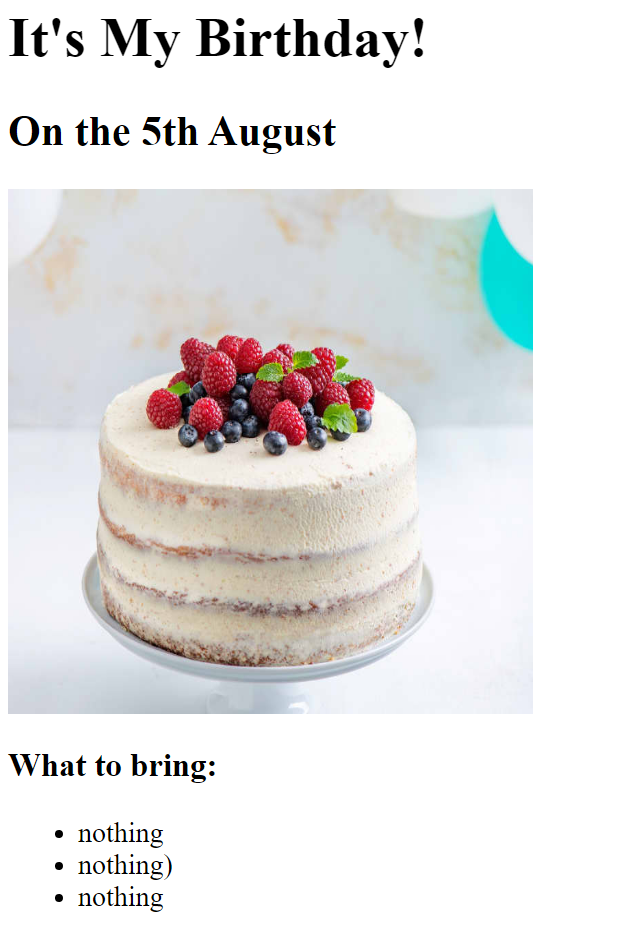 It's My Birthday!
On the 5th August
What to bring:
• nothing
• nothing)
• nothing